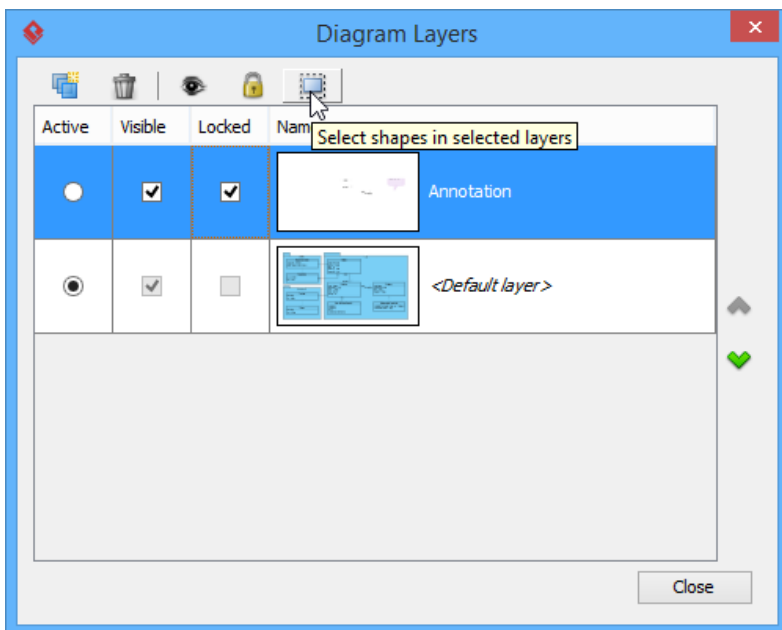 Diagram Layers
Active Visible Locked Nam
Select shapes in selected layers
Annotation
<Default layer>
Close